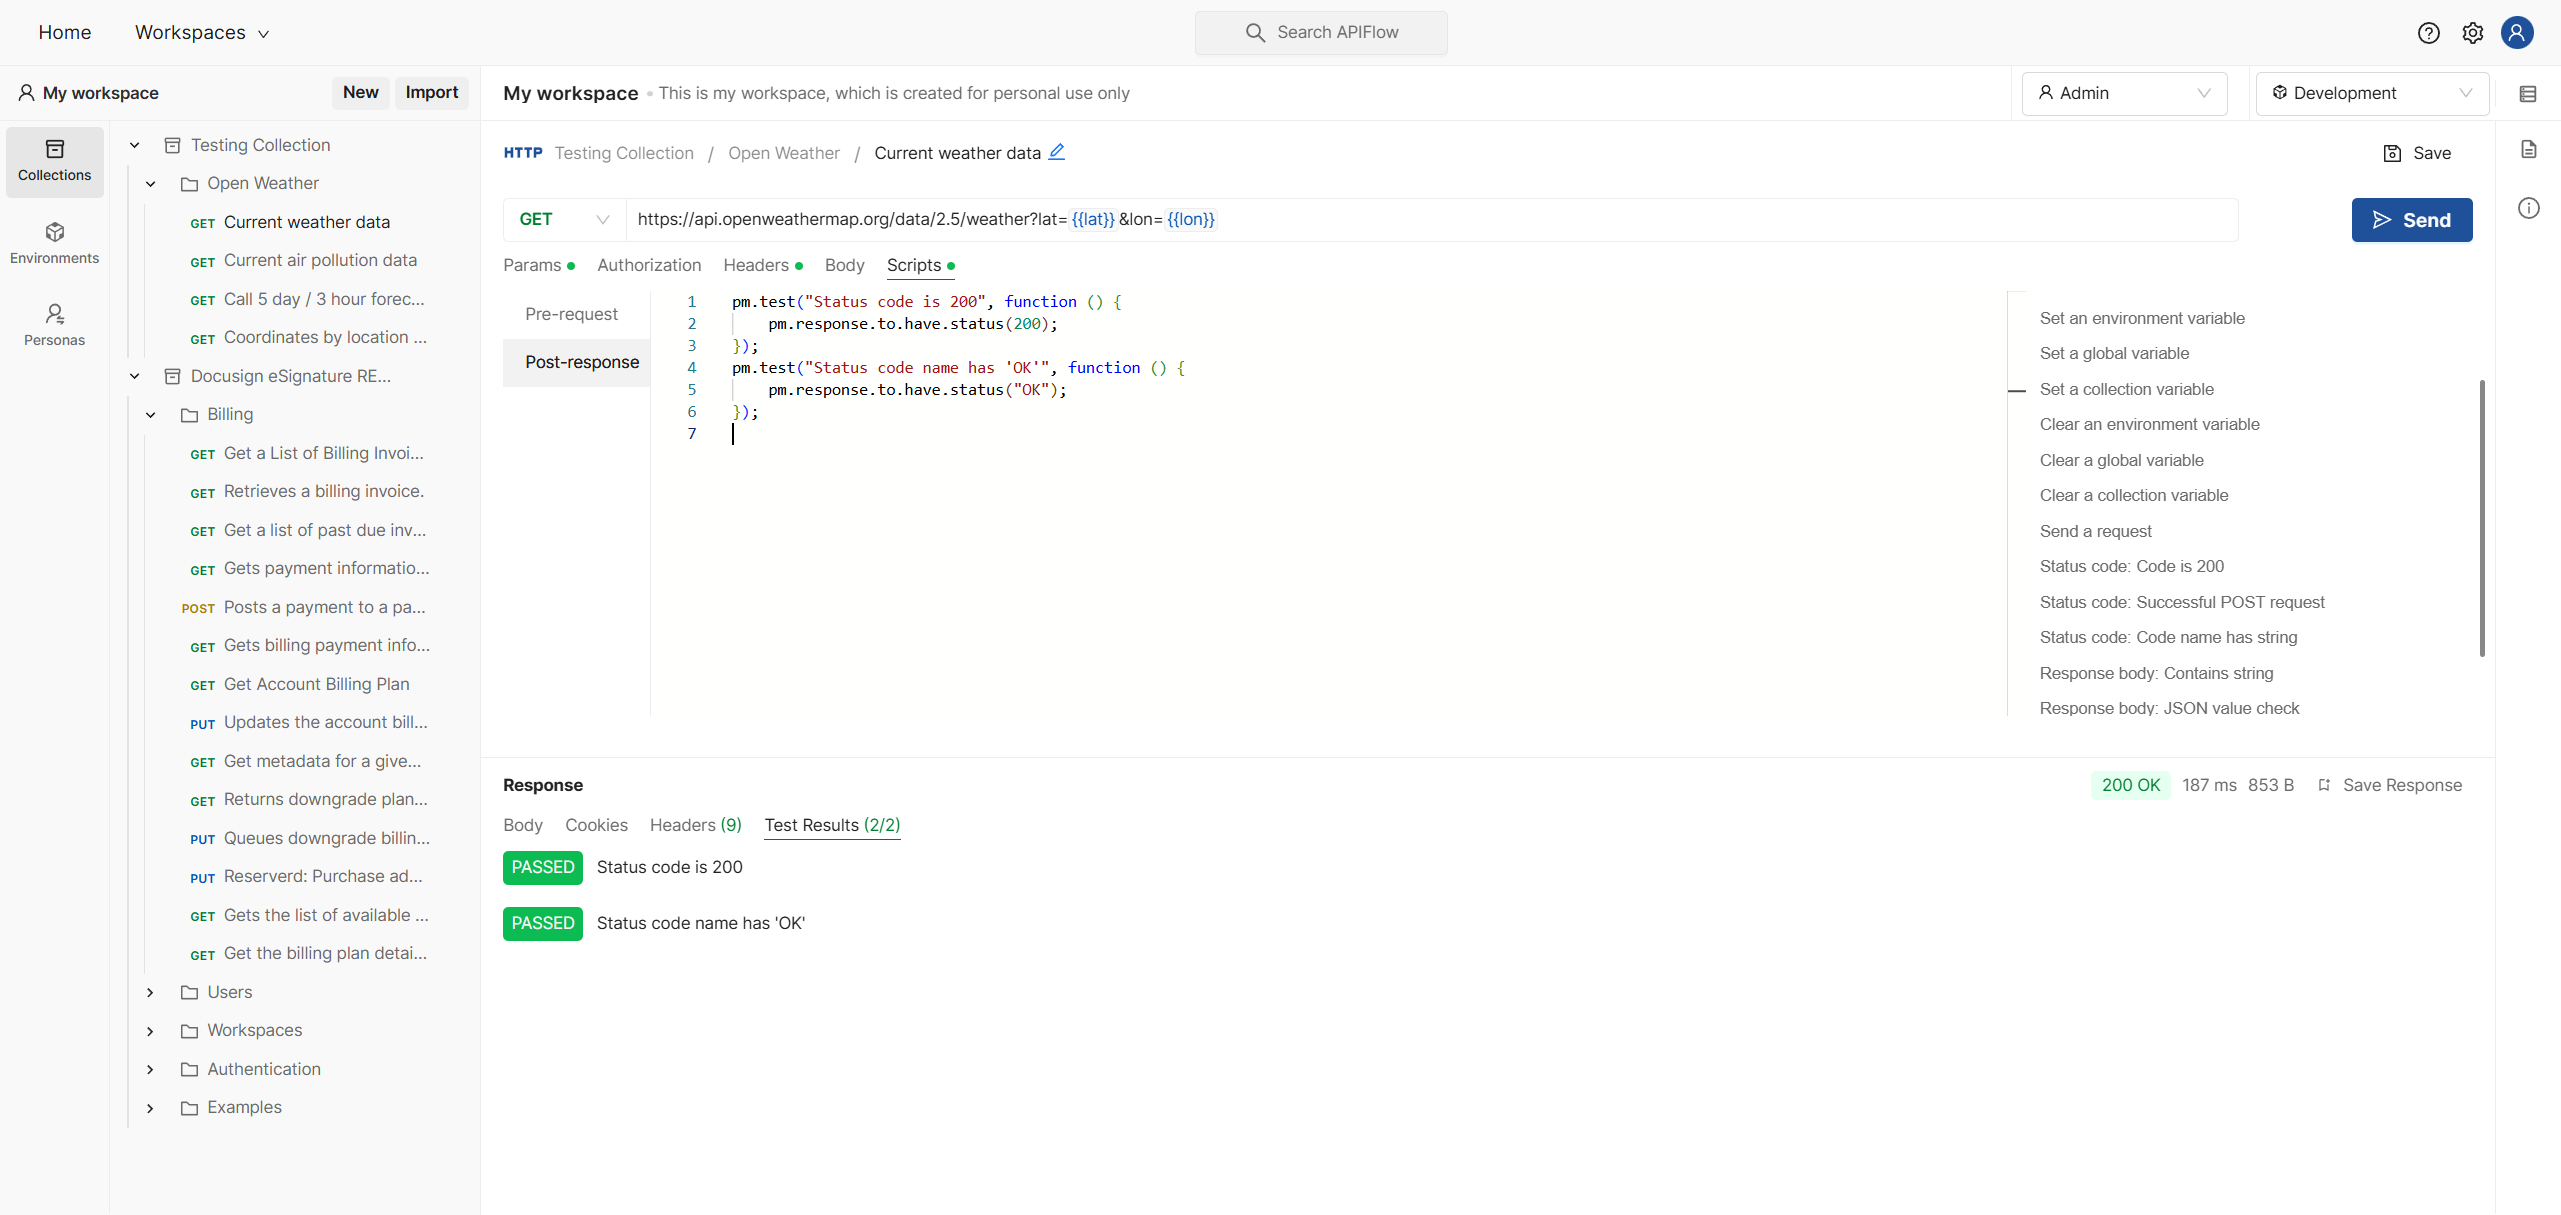 Home
Workspaces
Search APIFlow
My workspace
New
Import
My workspace
This is my workspace, which is created for personal use only
Admin
Development
Collections
Environments
Personas
Testing Collection
Open Weather
GET Current weather data
GET Current air pollution data
GET Call 5 day / 3 hour forec...
GET Coordinates by location ...
Docusign eSignature RE...
Billing
GET Get a List of Billing Invoi...
GET Retrieves a billing invoice.
GET Get a list of past due inv...
GET Gets payment informatio...
POST Posts a payment to a pa...
GET Gets billing payment info...
GET Get Account Billing Plan
PUT Updates the account bill...
GET Get metadata for a give...
GET Returns downgrade plan...
PUT Queues downgrade billin...
PUT Reserverd: Purchase ad...
GET Gets the list of available ...
GET Get the billing plan detai...
Users
Workspaces
Authentication
Examples
HTTP Testing Collection / Open Weather / Current weather data
Save
GET
https://api.openweathermap.org/data/2.5/weather?lat={{lat}}&lon={{lon}}
Send
Params
Authorization
Headers
Body
Scripts
Pre-request
Post-response
1 pm.test("Status code is 200", function () {
2 pm.response.to.have.status(200);
3 });
4 pm.test("Status code name has 'OK'", function () {
5 pm.response.to.have.status("OK");
6 });
7
Set an environment variable
Set a global variable
Set a collection variable
Clear an environment variable
Clear a global variable
Clear a collection variable
Send a request
Status code: Code is 200
Status code: Successful POST request
Status code: Code name has string
Response body: Contains string
Response body: JSON value check
Response
200 OK
187 ms
853 B
Save Response
Body
Cookies
Headers (9)
Test Results (2/2)
PASSED Status code is 200
PASSED Status code name has 'OK'